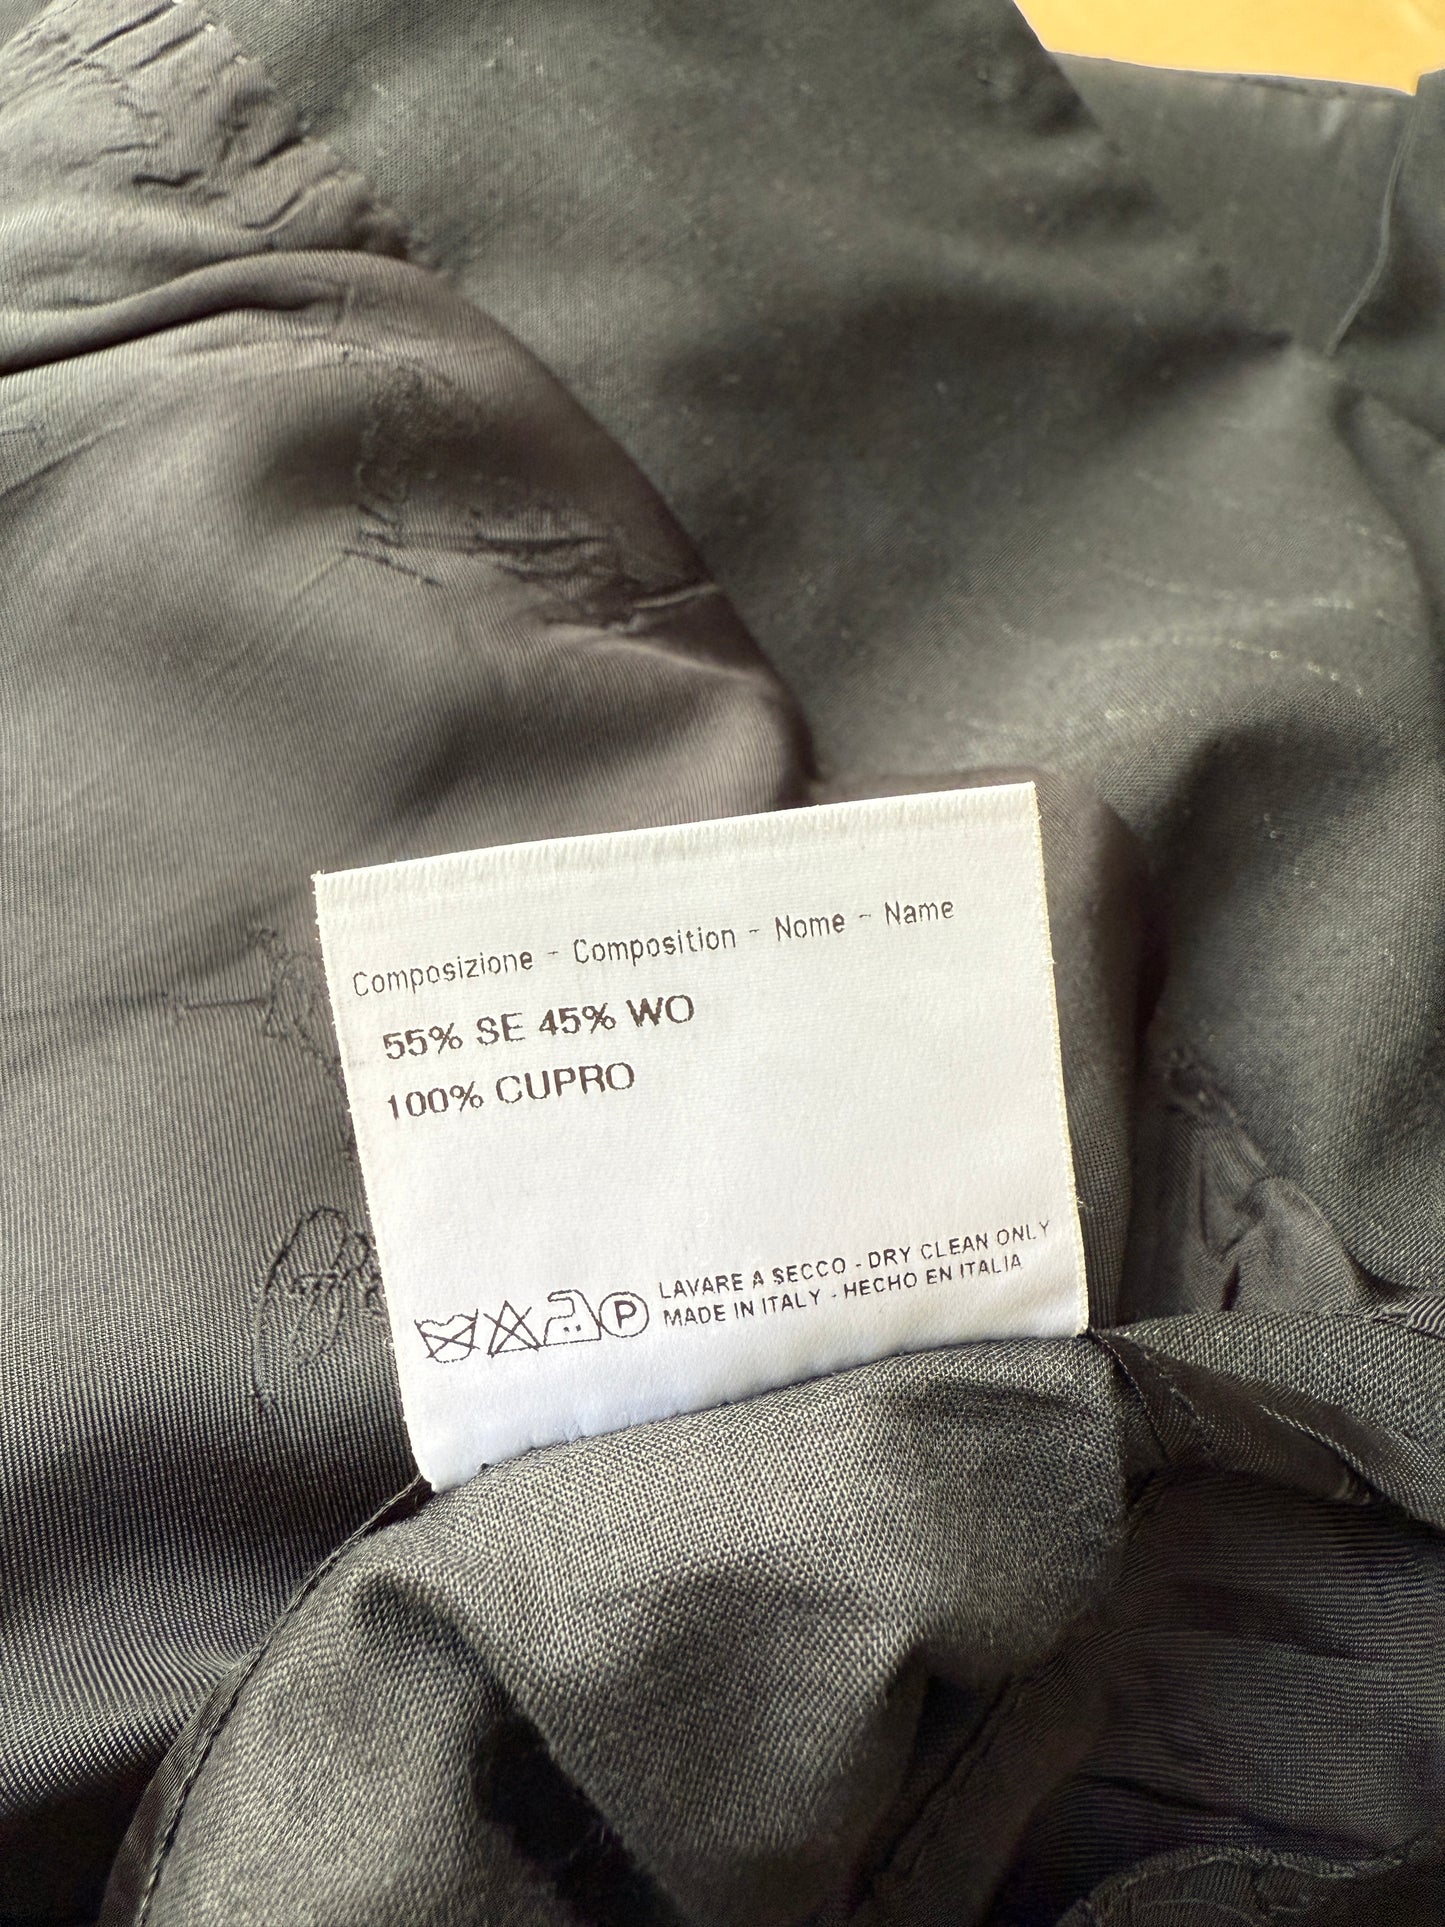 Composizione - Composition - Nome - Name
55% SE 45% WO
100% CUPRO
P
LAVARE A SECCO - DRY CLEAN ONLY
MADE IN ITALY - HECHO EN ITALIA